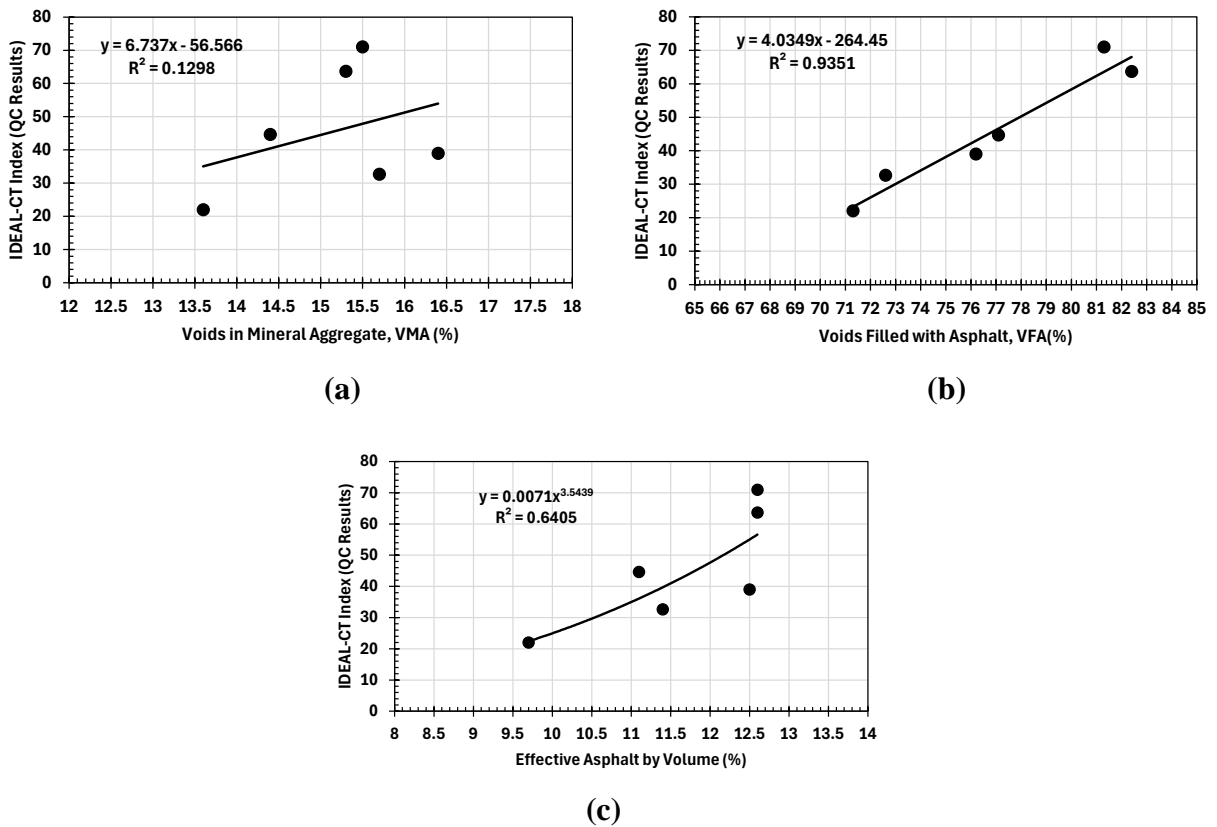 y = 6.737x - 56.566
R² = 0.1298
IDEAL-CT Index (QC Results)
80
70
60
50
40
30
20
10
0
12 12.5 13 13.5 14 14.5 15 15.5 16 16.5 17 17.5 18
Voids in Mineral Aggregate, VMA (%)
(a)
y = 4.0349x - 264.45
R² = 0.9351
IDEAL-CT Index (QC Results)
80
70
60
50
40
30
20
10
0
65 66 67 68 69 70 71 72 73 74 75 76 77 78 79 80 81 82 83 84 85
Voids Filled with Asphalt, VFA(%)
(b)
y = 0.0071x³·⁵⁴³⁹
R² = 0.6405
IDEAL-CT Index (QC Results)
80
70
60
50
40
30
20
10
0
8 8.5 9 9.5 10 10.5 11 11.5 12 12.5 13 13.5 14
Effective Asphalt by Volume (%)
(c)